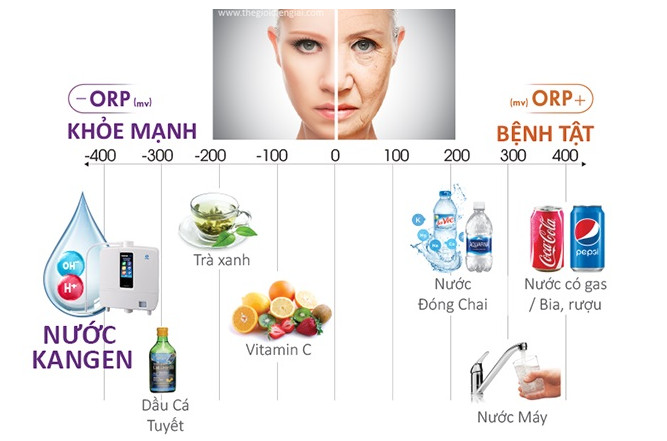 www.thegioidiengiai.com
−ORP (mv)
KHỎE MẠNH
(mv) ORP+
BỆNH TẬT
-400 -300 -200 -100 0 100 200 300 400
Trà xanh
OH⁻
H⁺
NƯỚC
KANGEN
Dầu Cá
Tuyết
Vitamin C
K
AQUAFINA
Nước
Đóng Chai
Coca-Cola
pepsi
Nước có gas
/ Bia, rượu
Nước Máy